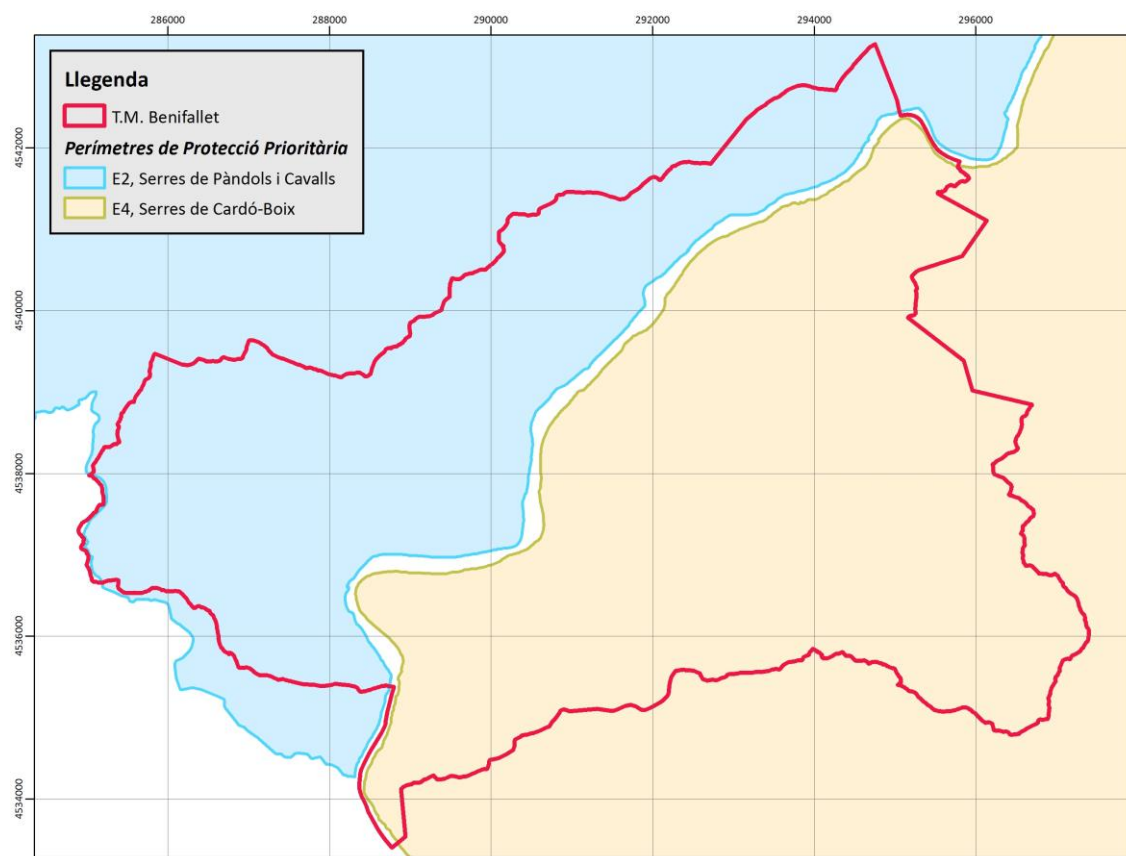 286000 288000 290000 292000 294000 296000
Llegenda
T.M. Benifallet
Perímetres de Protecció Prioritària
E2, Serres de Pàndols i Cavalls
E4, Serres de Cardó-Boix
4542000
4540000
4538000
4536000
4534000